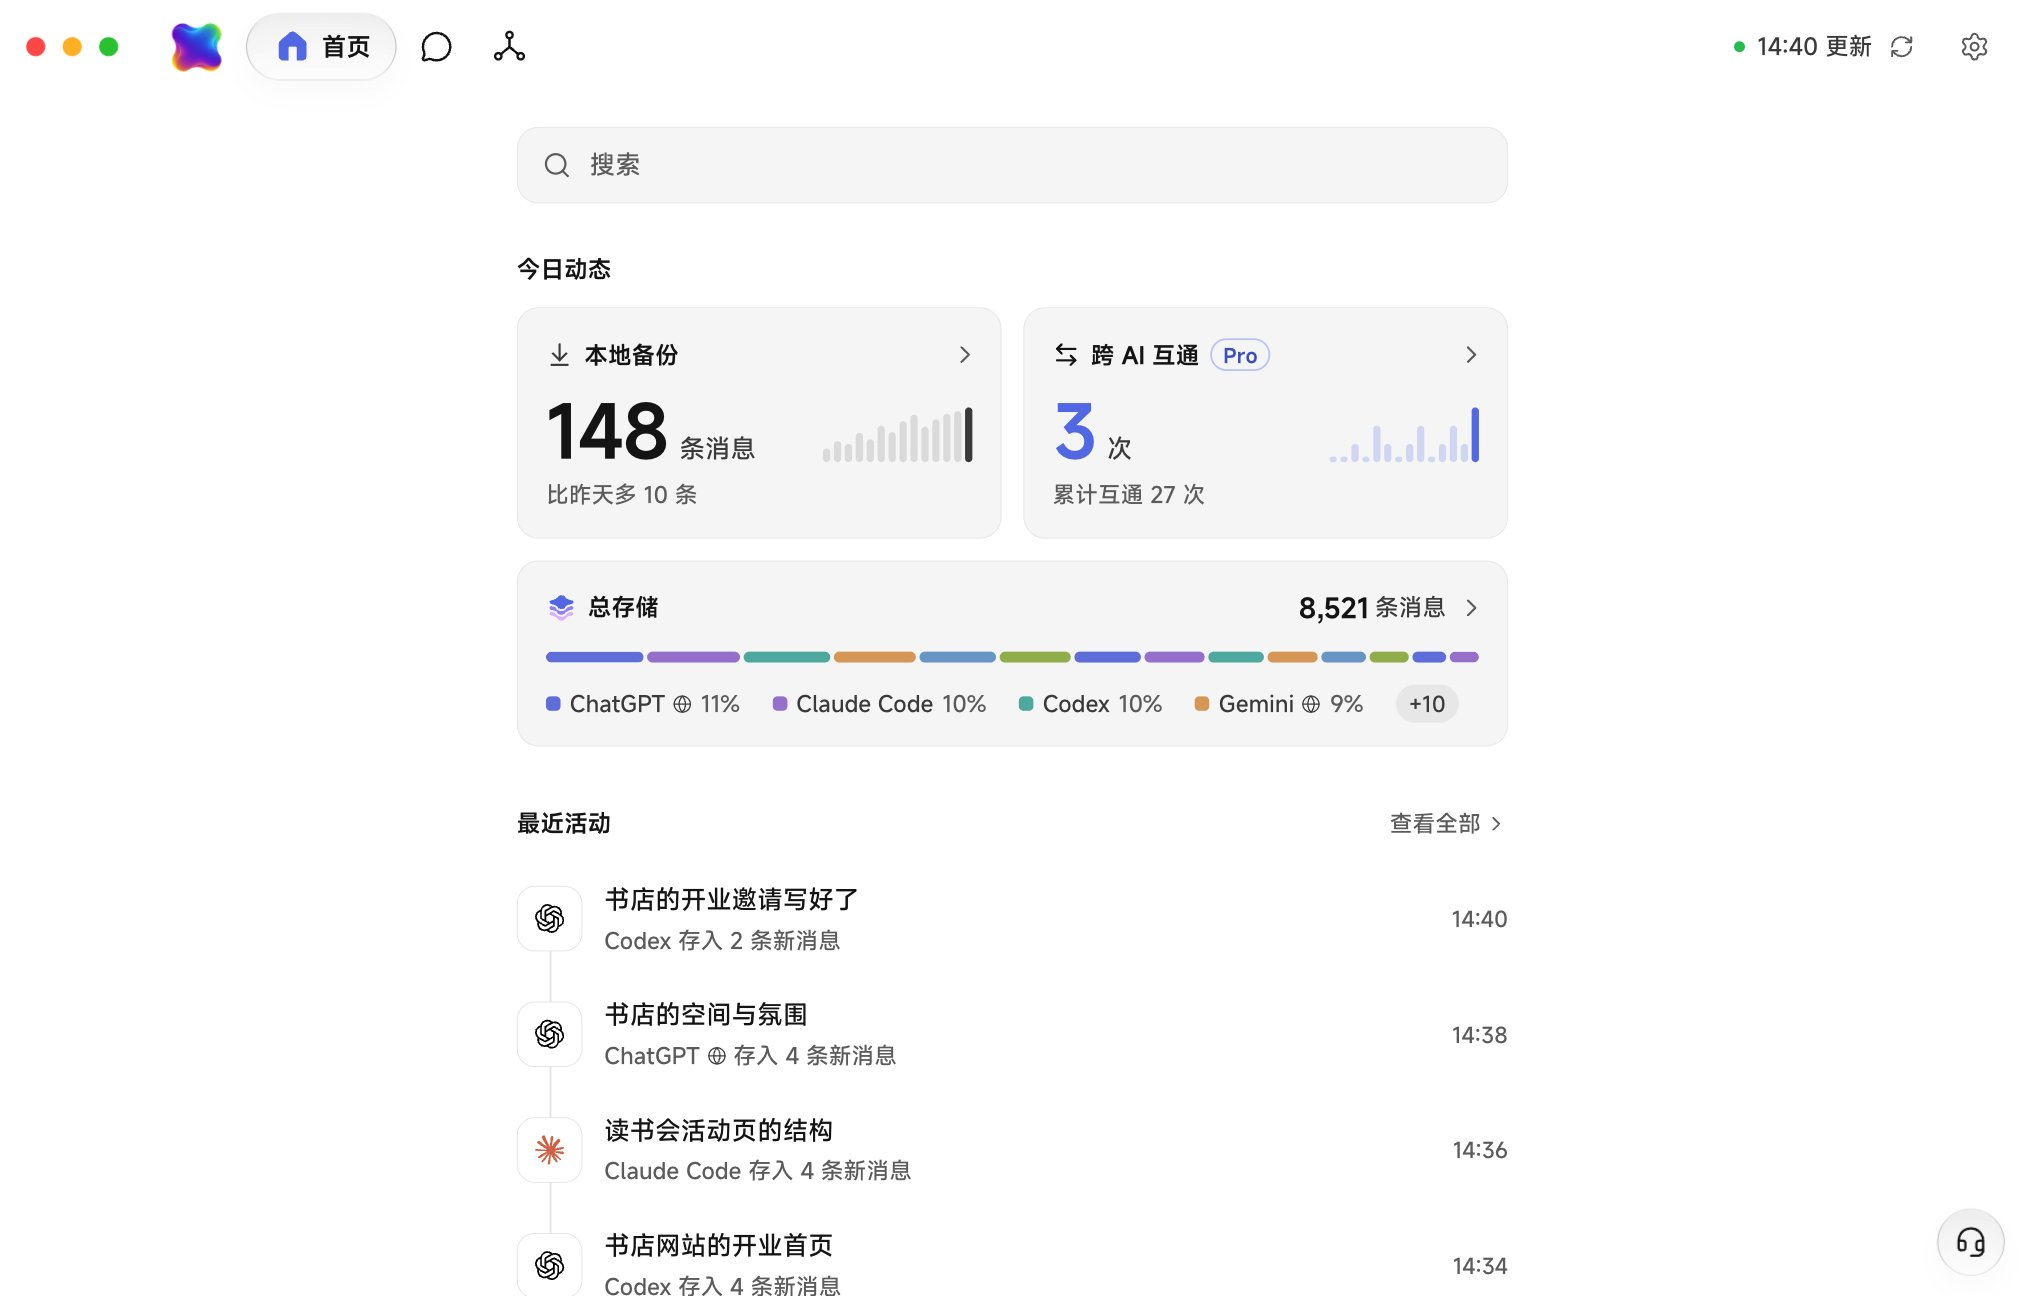 首页
14:40 更新
搜索
今日动态
本地备份
148 条消息
比昨天多 10 条
跨 AI 互通 Pro
3 次
累计互通 27 次
总存储
8,521 条消息
ChatGPT 11% Claude Code 10% Codex 10% Gemini 9% +10
最近活动
查看全部
书店的开业邀请写好了
Codex 存入 2 条新消息
14:40
书店的空间与氛围
ChatGPT 存入 4 条新消息
14:38
读书会活动页的结构
Claude Code 存入 4 条新消息
14:36
书店网站的开业首页
Codex 存入 4 条新消息
14:34